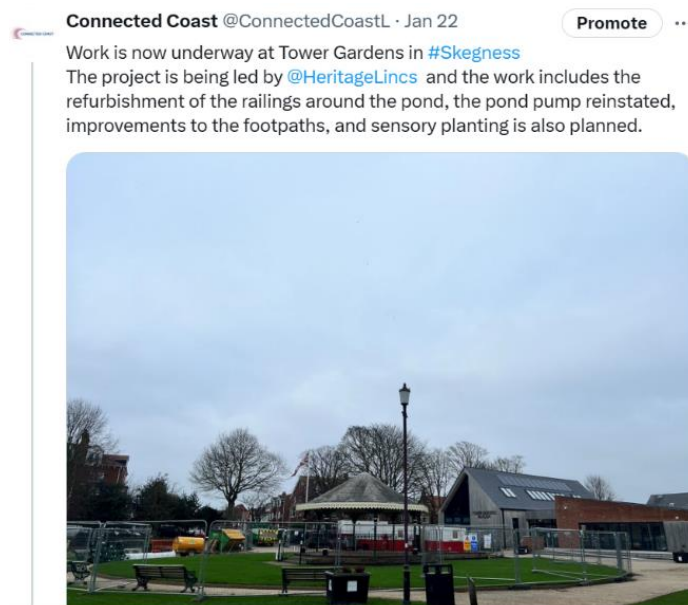 Connected Coast @ConnectedCoastL · Jan 22
Promote
CONNECTED COAST
Work is now underway at Tower Gardens in #Skegness
The project is being led by @HeritageLincs and the work includes the
refurbishment of the railings around the pond, the pond pump reinstated,
improvements to the footpaths, and sensory planting is also planned.